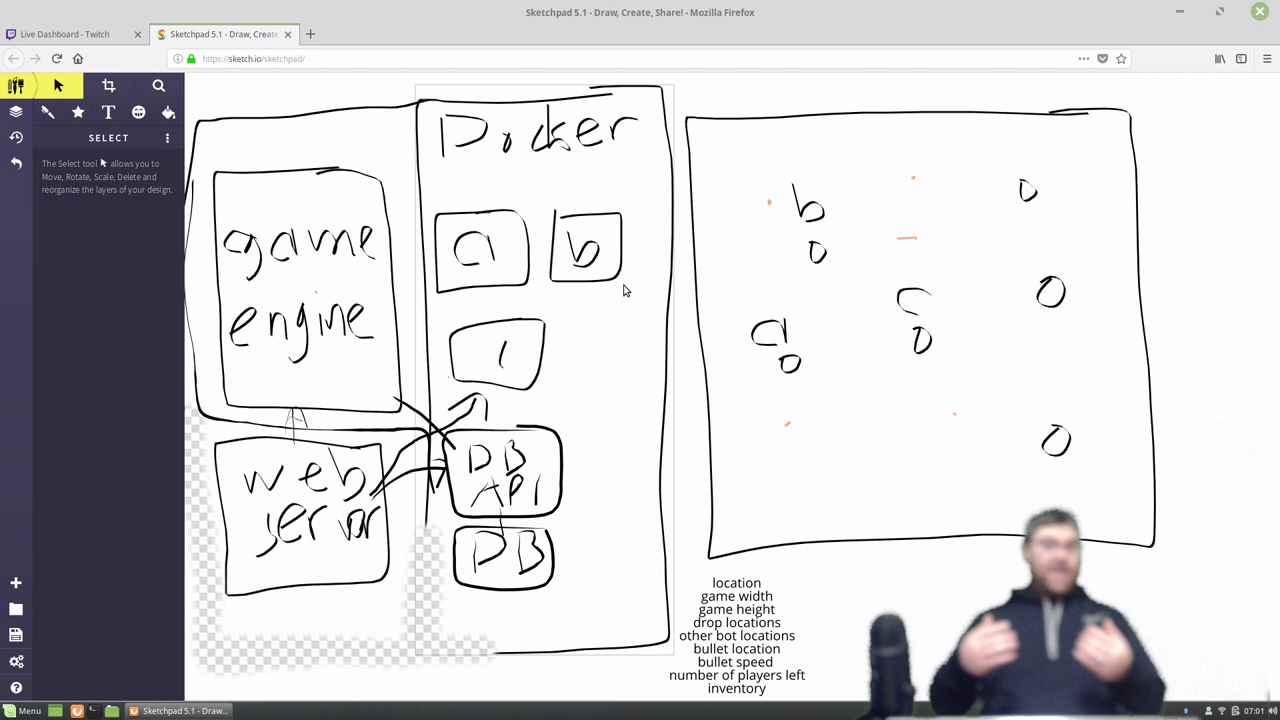 Sketchpad 5.1 - Draw, Create, Share! - Mozilla Firefox
Live Dashboard - Twitch
Sketchpad 5.1 - Draw, Create
https://sketch.io/sketchpad/
SELECT
The Select tool allows you to
Move, Rotate, Scale, Delete and
reorganize the layers of your design.
Docker
game
engine
a
b
c
web
server
DB
API
DB
b
c
a
location
game width
game height
drop locations
other bot locations
bullet location
bullet speed
number of players left
inventory
Menu
Sketchpad 5.1 - Draw...
07:01